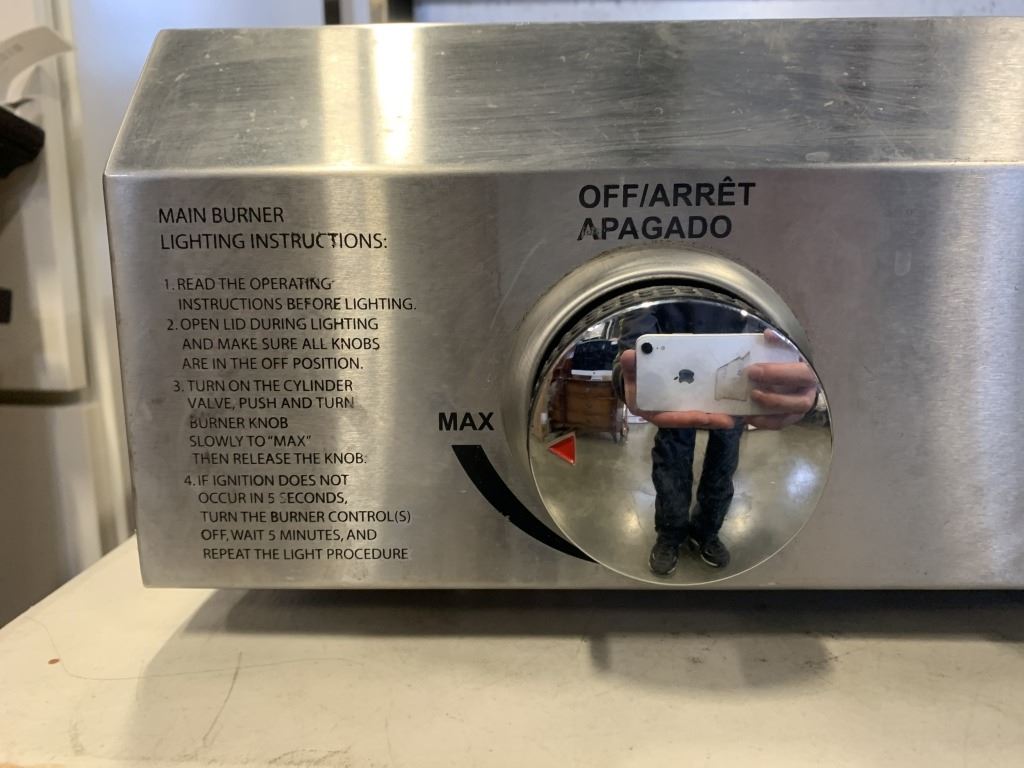 OFF/ARRÊT
APAGADO
MAIN BURNER
LIGHTING INSTRUCTIONS:
1. READ THE OPERATING
INSTRUCTIONS BEFORE LIGHTING.
2. OPEN LID DURING LIGHTING
AND MAKE SURE ALL KNOBS
ARE IN THE OFF POSITION.
3. TURN ON THE CYLINDER
VALVE, PUSH AND TURN
BURNER KNOB
SLOWLY TO "MAX"
THEN RELEASE THE KNOB.
4. IF IGNITION DOES NOT
OCCUR IN 5 SECONDS,
TURN THE BURNER CONTROL(S)
OFF, WAIT 5 MINUTES, AND
REPEAT THE LIGHT PROCEDURE
MAX